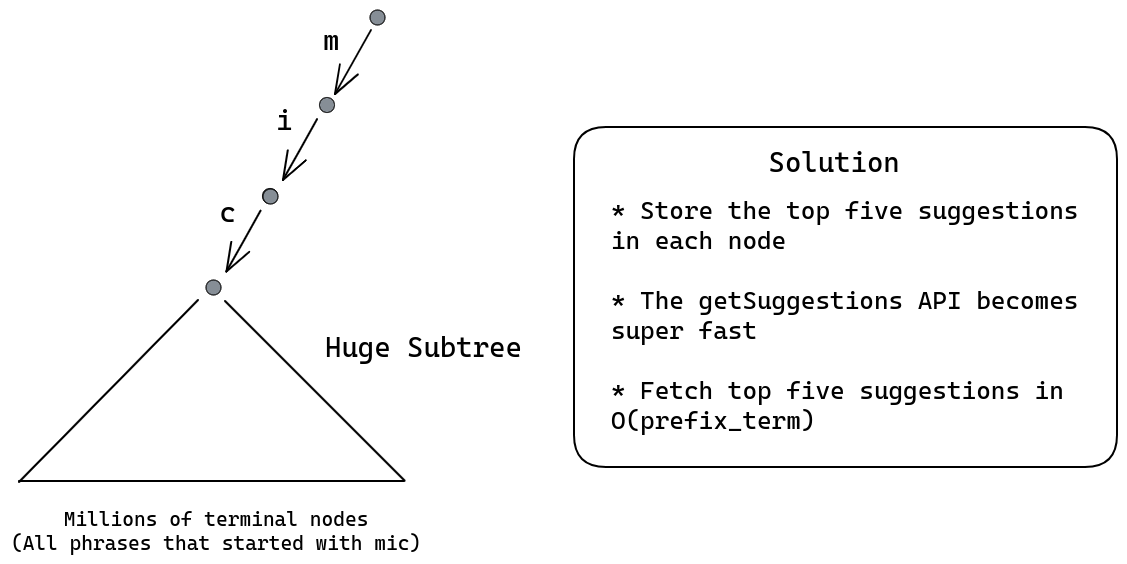 m
i
c
Huge Subtree
Millions of terminal nodes
(All phrases that started with mic)
Solution
* Store the top five suggestions
in each node
* The getSuggestions API becomes
super fast
* Fetch top five suggestions in
O(prefix_term)